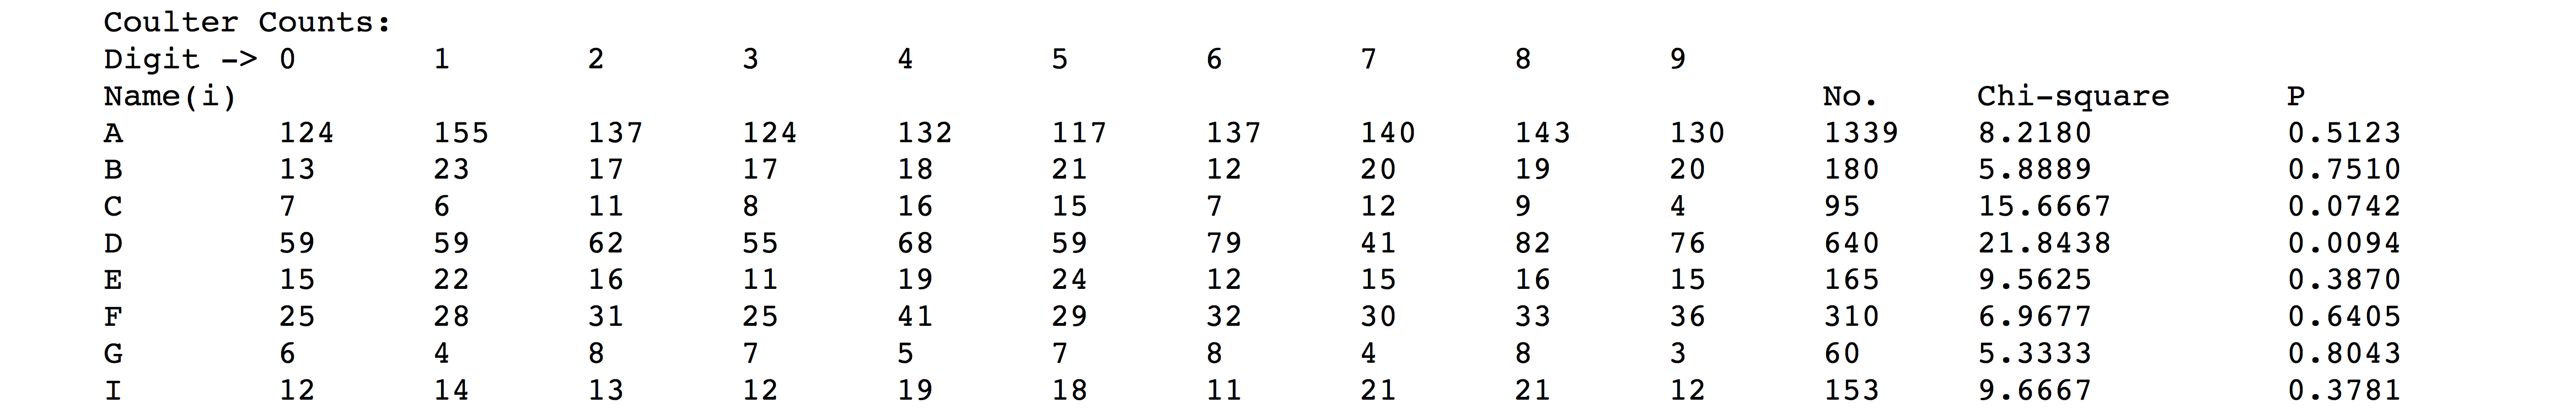 Coulter Counts:
Digit -> 0 1 2 3 4 5 6 7 8 9
Name(i) No. Chi-square P
A 124 155 137 124 132 117 137 140 143 130 1339 8.2180 0.5123
B 13 23 17 17 18 21 12 20 19 20 180 5.8889 0.7510
C 7 6 11 8 16 15 7 12 9 4 95 15.6667 0.0742
D 59 59 62 55 68 59 79 41 82 76 640 21.8438 0.0094
E 15 22 16 11 19 24 12 15 16 15 165 9.5625 0.3870
F 25 28 31 25 41 29 32 30 33 36 310 6.9677 0.6405
G 6 4 8 7 5 7 8 4 8 3 60 5.3333 0.8043
I 12 14 13 12 19 18 11 21 21 12 153 9.6667 0.3781